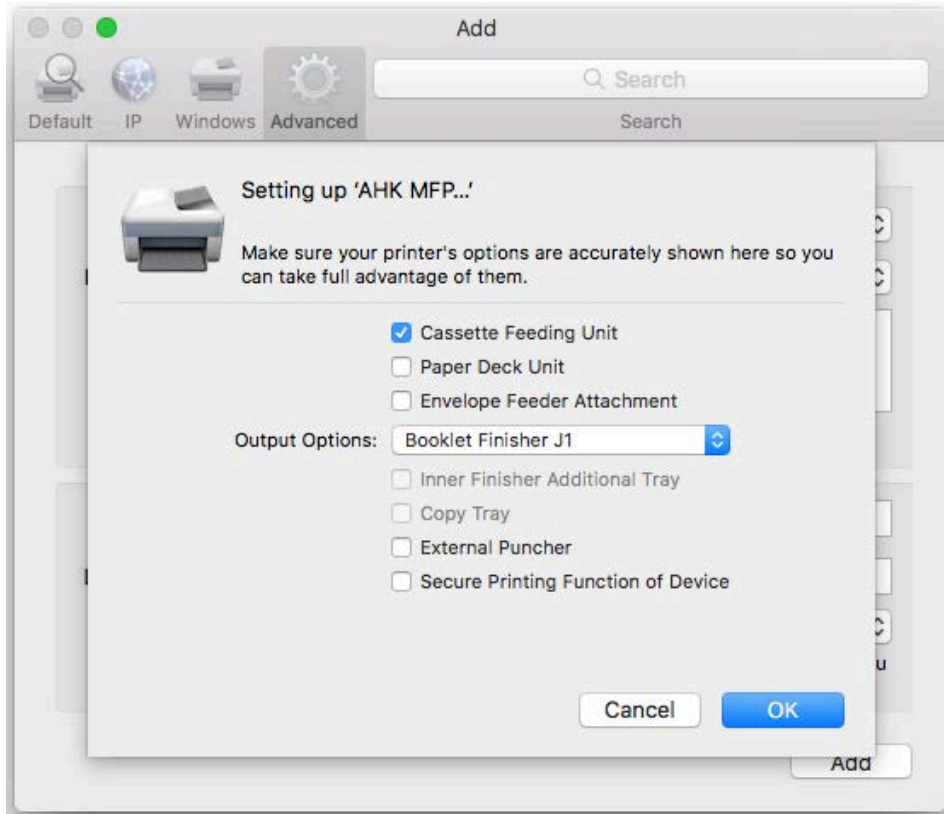 Add
Search
Default IP Windows Advanced Search
Setting up 'AHK MFP...'
Make sure your printer's options are accurately shown here so you
can take full advantage of them.
Cassette Feeding Unit
Paper Deck Unit
Envelope Feeder Attachment
Output Options: Booklet Finisher J1
Inner Finisher Additional Tray
Copy Tray
External Puncher
Secure Printing Function of Device
u
Cancel OK
Add